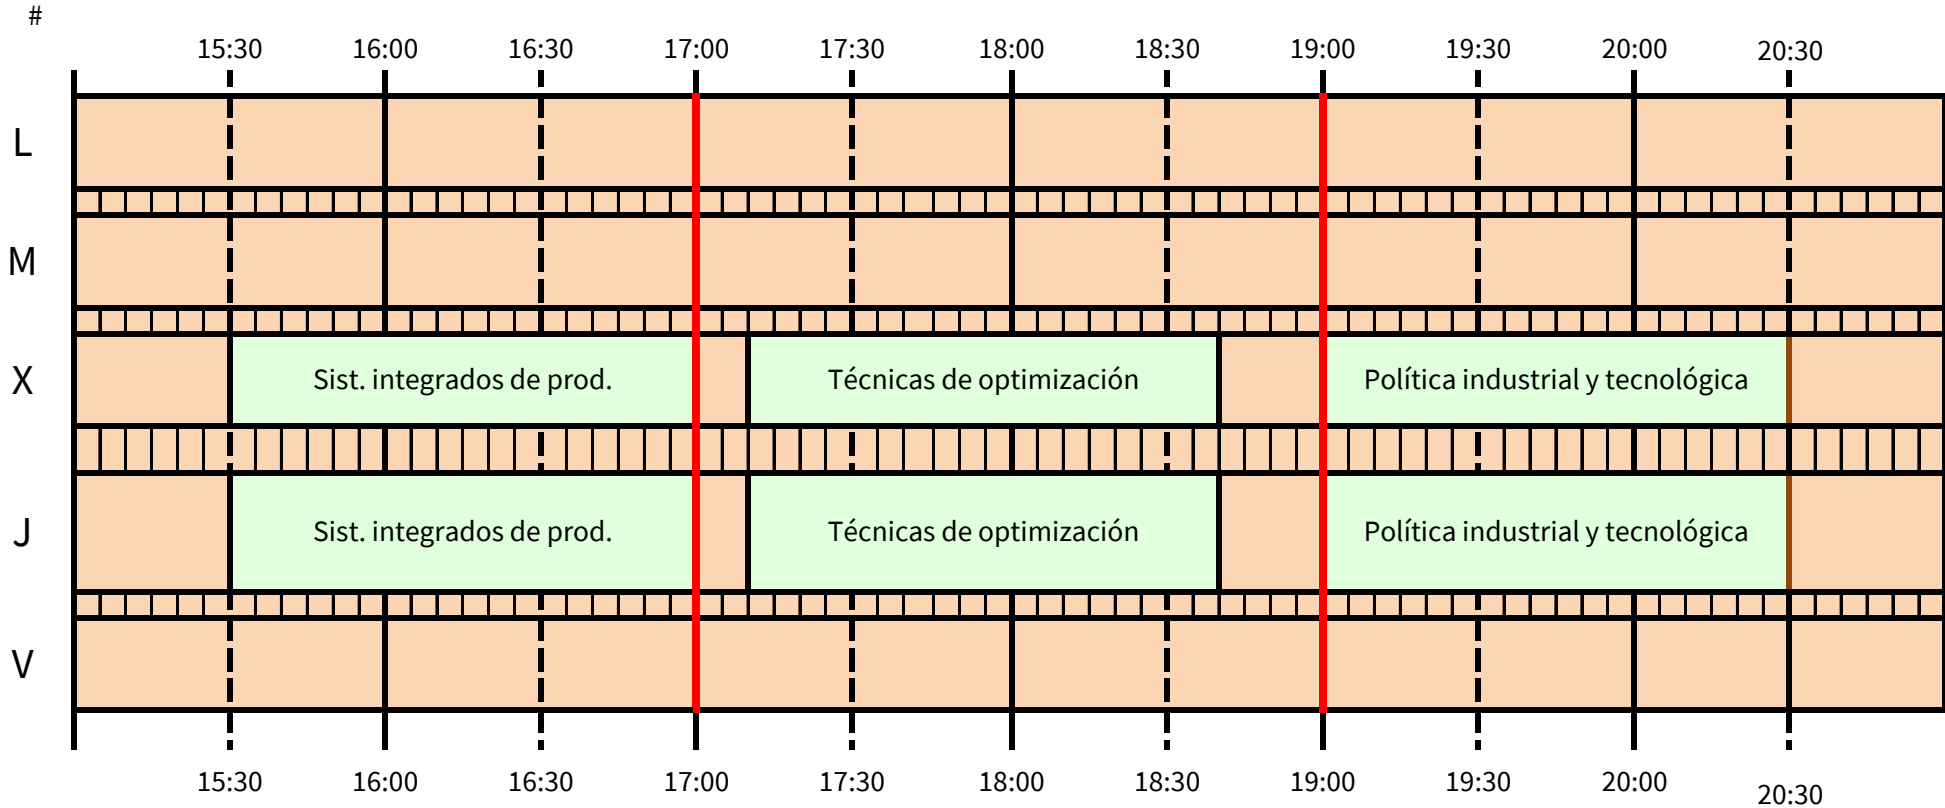 #
15:30 16:00 16:30 17:00 17:30 18:00 18:30 19:00 19:30 20:00 20:30
L
M
X Sist. integrados de prod. Técnicas de optimización Política industrial y tecnológica
J Sist. integrados de prod. Técnicas de optimización Política industrial y tecnológica
V
15:30 16:00 16:30 17:00 17:30 18:00 18:30 19:00 19:30 20:00 20:30